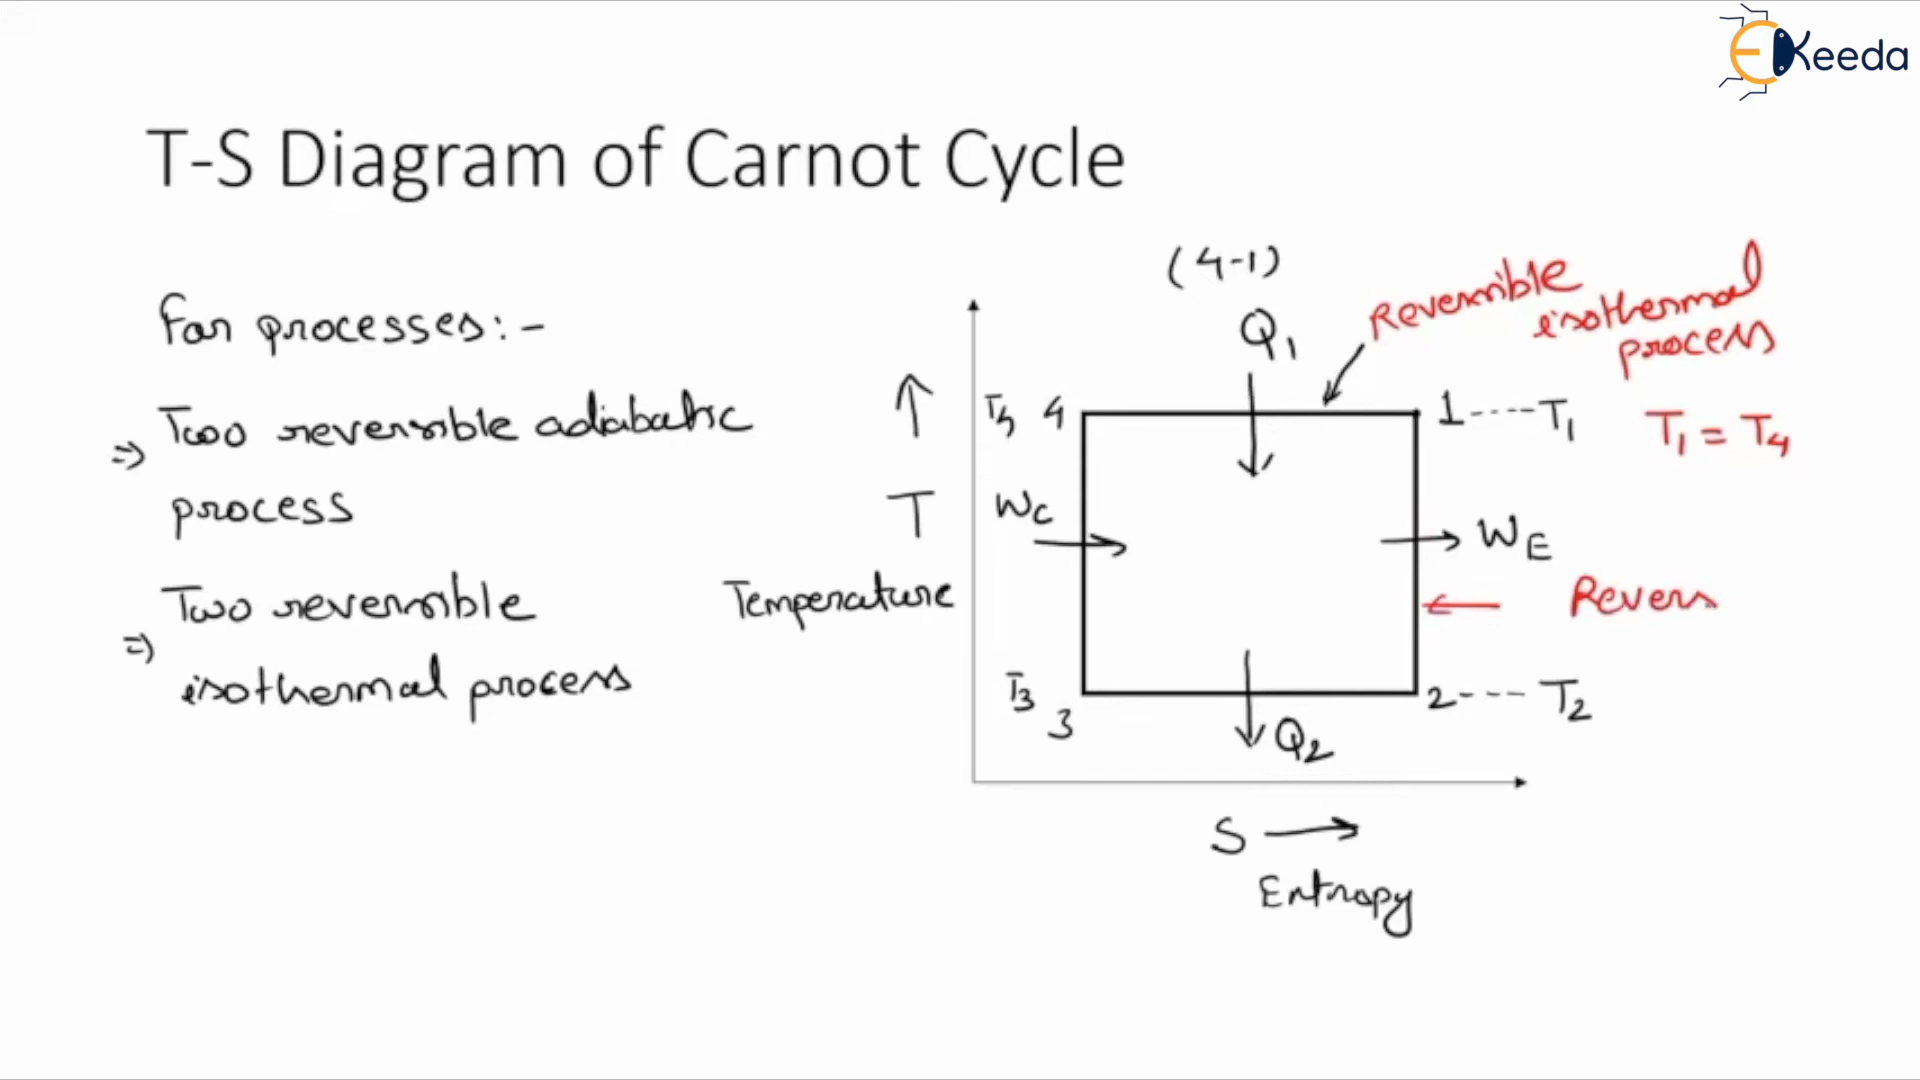 EKeeda
T-S Diagram of Carnot Cycle
For processes:-
⇒ Two reversible adiabatic
process
⇒ Two reversible
isothermal process
(4-1)
Q1
Reversible
isothermal
process
T4 4
1----T1
T1 = T4
T
Wc
WE
Temperature
Revers
T3
3
2---- T2
Q2
S
Entropy